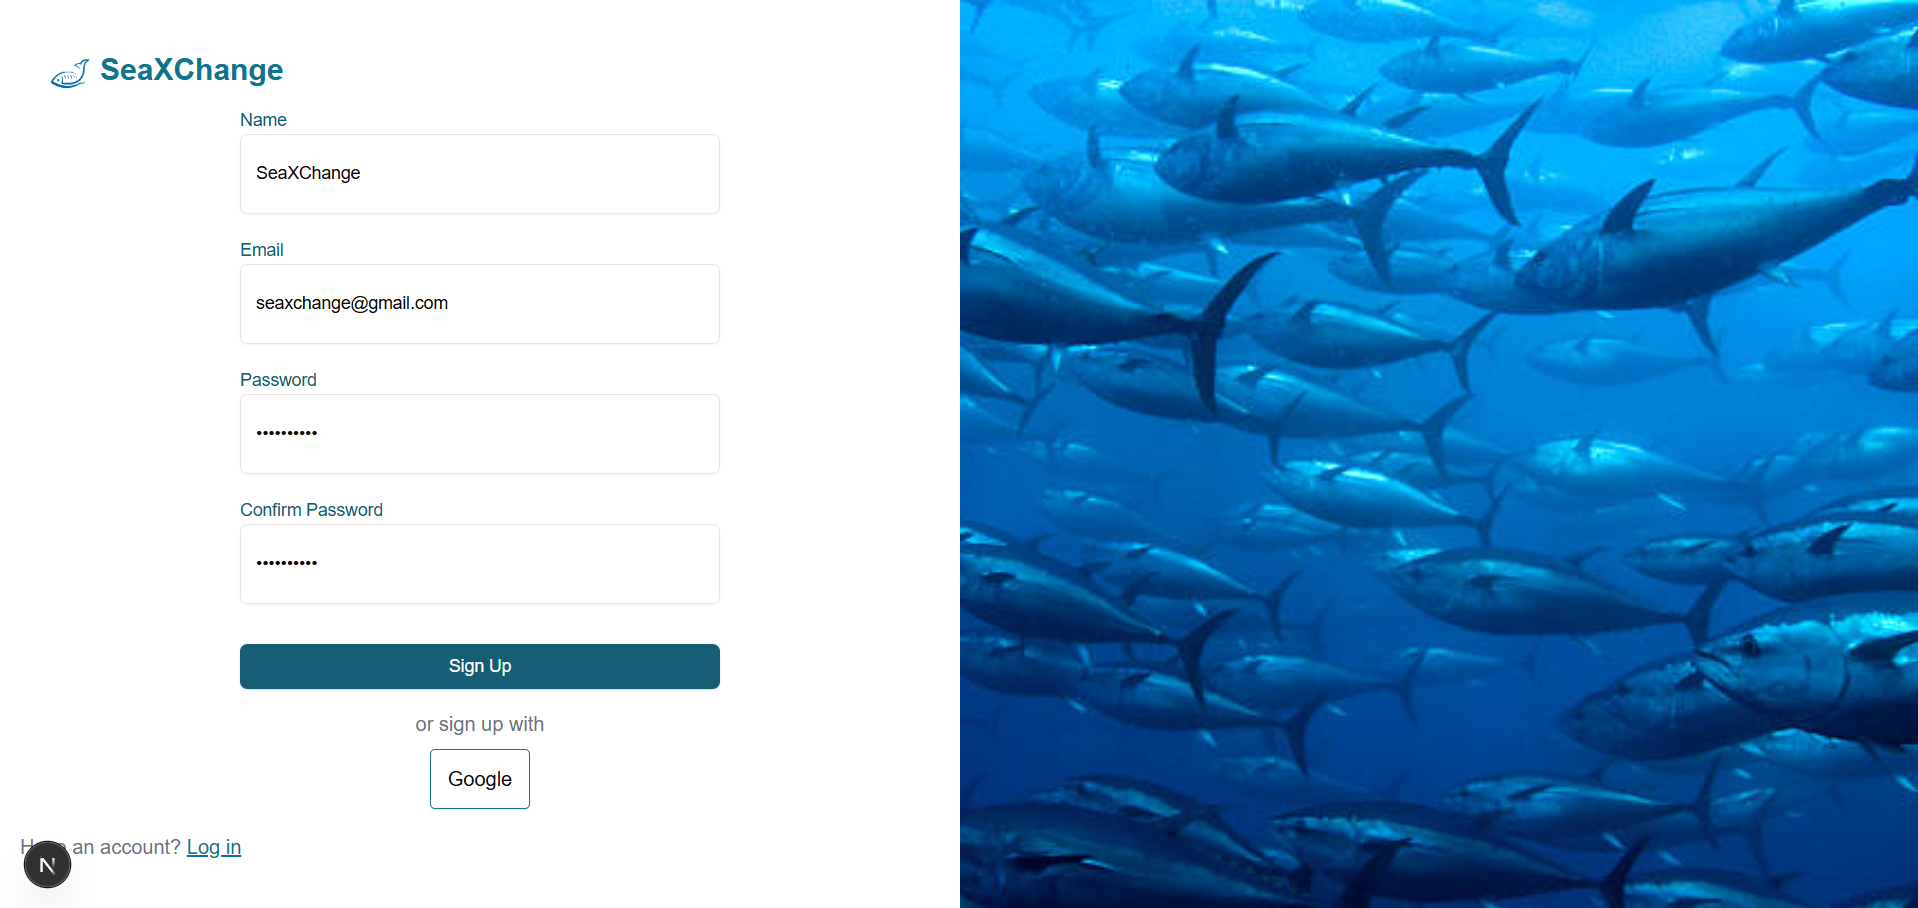 SeaXChange
Name
SeaXChange
Email
seaxchange@gmail.com
Password
••••••••••
Confirm Password
••••••••••
Sign Up
or sign up with
Google
an account? Log in
N